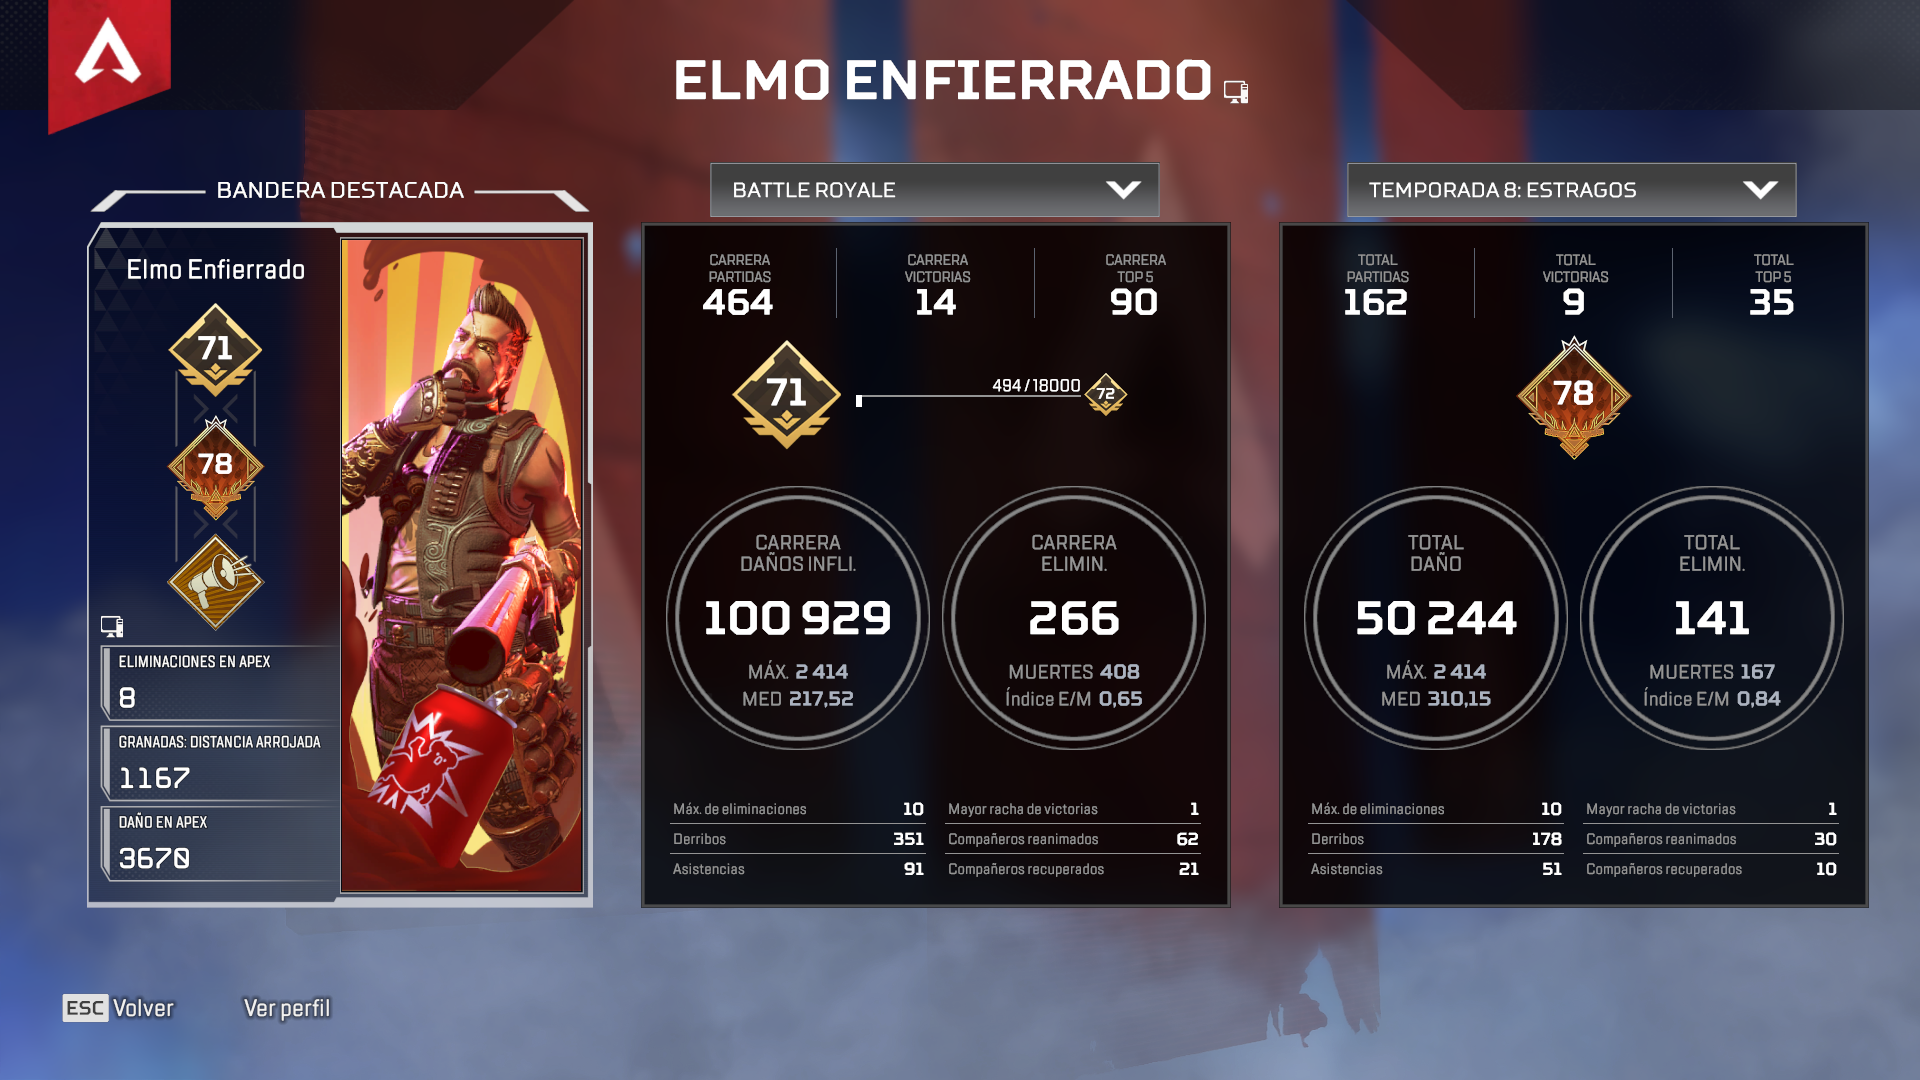 ELMO ENFIERRADO
BANDERA DESTACADA
Elmo Enfierrado
71
78
ELIMINACIONES EN APEX
8
GRANADAS: DISTANCIA ARROJADA
1167
DAÑO EN APEX
3670
BATTLE ROYALE
CARRERA PARTIDAS
464
CARRERA VICTORIAS
14
CARRERA TOP 5
90
71
494/18000
72
CARRERA
DAÑOS INFLI.
100 929
MÁX. 2 414
MED 217,52
CARRERA
ELIMIN.
266
MUERTES 408
Índice E/M 0,65
Máx. de eliminaciones 10
Derribos 351
Asistencias 91
Mayor racha de victorias 1
Compañeros reanimados 62
Compañeros recuperados 21
TEMPORADA 8: ESTRAGOS
TOTAL PARTIDAS
162
TOTAL VICTORIAS
9
TOTAL TOP 5
35
78
TOTAL
DAÑO
50 244
MÁX. 2 414
MED 310,15
TOTAL
ELIMIN.
141
MUERTES 167
Índice E/M 0,84
Máx. de eliminaciones 10
Derribos 178
Asistencias 51
Mayor racha de victorias 1
Compañeros reanimados 30
Compañeros recuperados 10
ESC Volver
Ver perfil